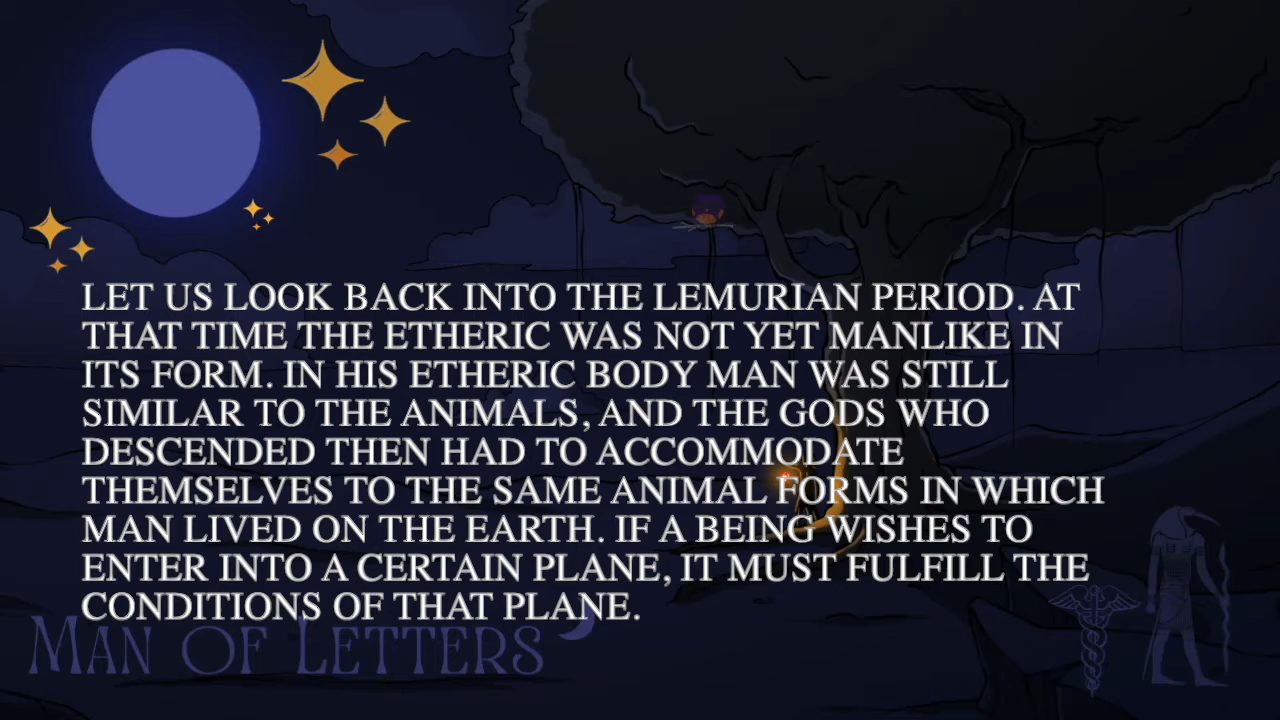 LET US LOOK BACK INTO THE LEMURIAN PERIOD. AT
THAT TIME THE ETHERIC WAS NOT YET MANLIKE IN
ITS FORM. IN HIS ETHERIC BODY MAN WAS STILL
SIMILAR TO THE ANIMALS, AND THE GODS WHO
DESCENDED THEN HAD TO ACCOMMODATE
THEMSELVES TO THE SAME ANIMAL FORMS IN WHICH
MAN LIVED ON THE EARTH. IF A BEING WISHES TO
ENTER INTO A CERTAIN PLANE, IT MUST FULFILL THE
CONDITIONS OF THAT PLANE.
MAN OF LETTERS